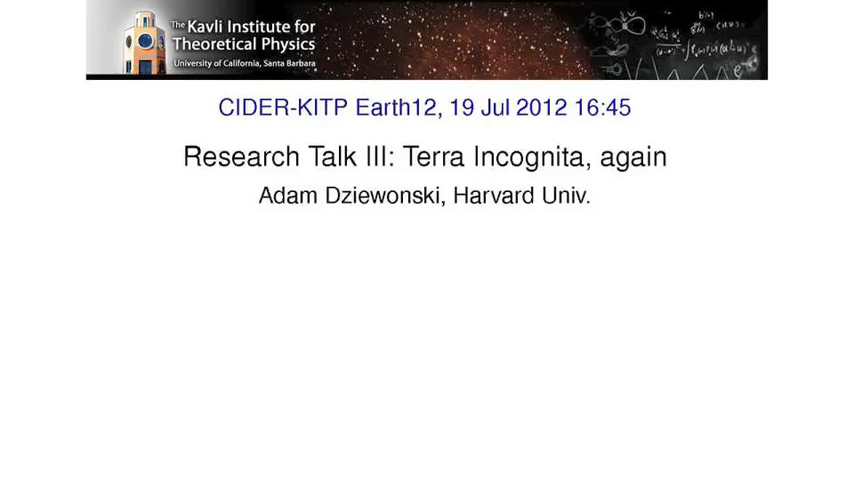 The Kavli Institute for
Theoretical Physics
University of California, Santa Barbara
CIDER-KITP Earth12, 19 Jul 2012 16:45
Research Talk III: Terra Incognita, again
Adam Dziewonski, Harvard Univ.